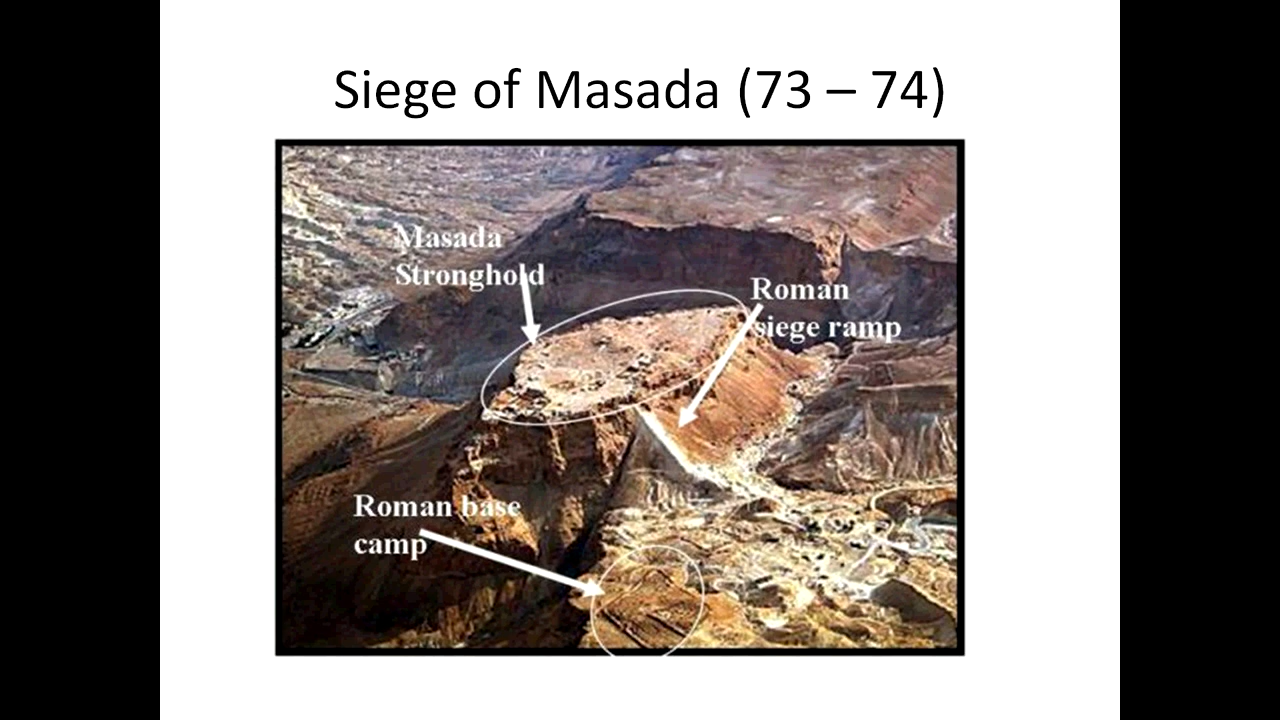 Siege of Masada (73 – 74)
Masada
Stronghold
Roman
siege ramp
Roman base
camp